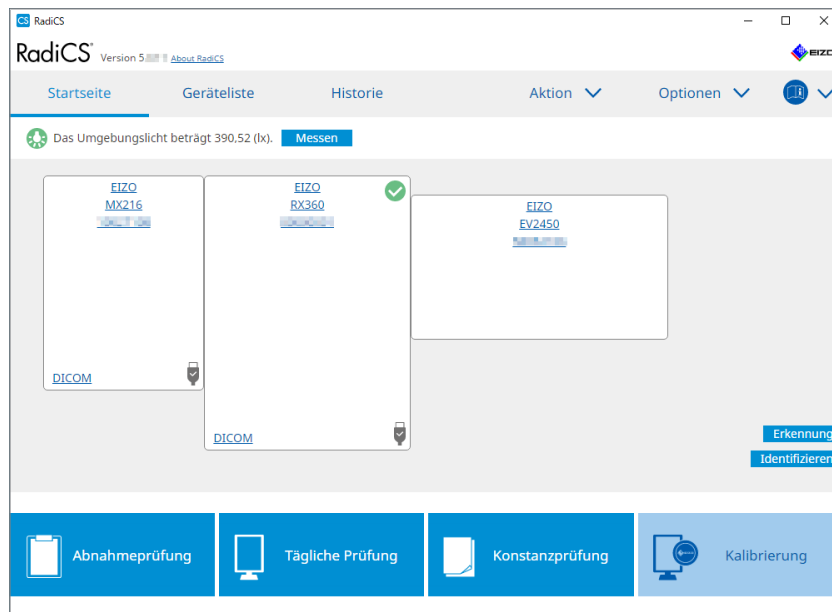 CS RadiCS
RadiCS Version 5 About RadiCS
EIZO
Startseite Geräteliste Historie Aktion Optionen
Das Umgebungslicht beträgt 390,52 (lx). Messen
EIZO
MX216
DICOM
EIZO
RX360
DICOM
EIZO
EV2450
Erkennung
Identifizieren
Abnahmeprüfung Tägliche Prüfung Konstanzprüfung Kalibrierung